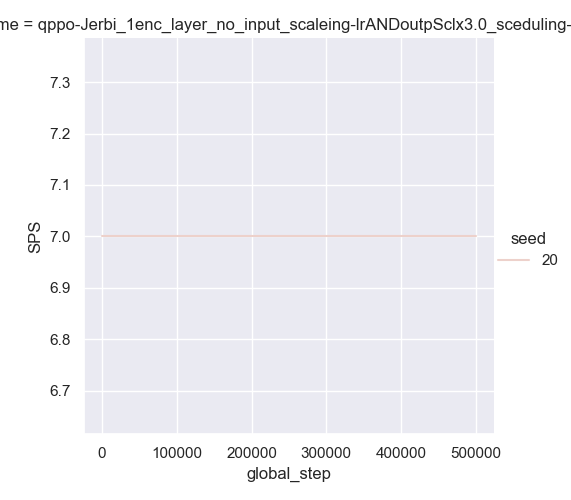 me = qppo-Jerbi_1enc_layer_no_input_scaleing-lrANDoutpSclx3.0_sceduling-
7.3
7.2
7.1
7.0
6.9
6.8
6.7
SPS
0 100000 200000 300000 400000 500000
global_step
seed
20